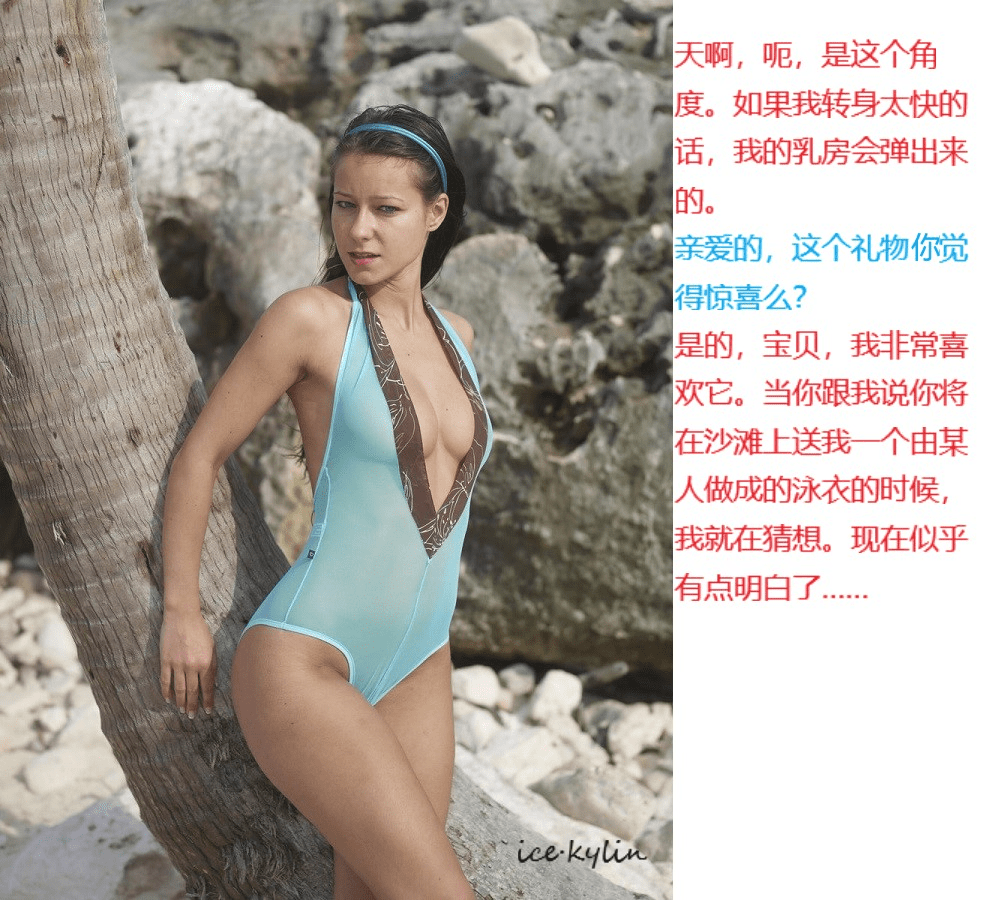 天啊，呃，是这个角
度。如果我转身太快的
话，我的乳房会弹出来
的。
亲爱的，这个礼物你觉
得惊喜么？
是的，宝贝，我非常喜
欢它。当你跟我说你将
在沙滩上送我一个由某
人做成的泳衣的时候，
我就在猜想。现在似乎
有点明白了……
ice·kylin